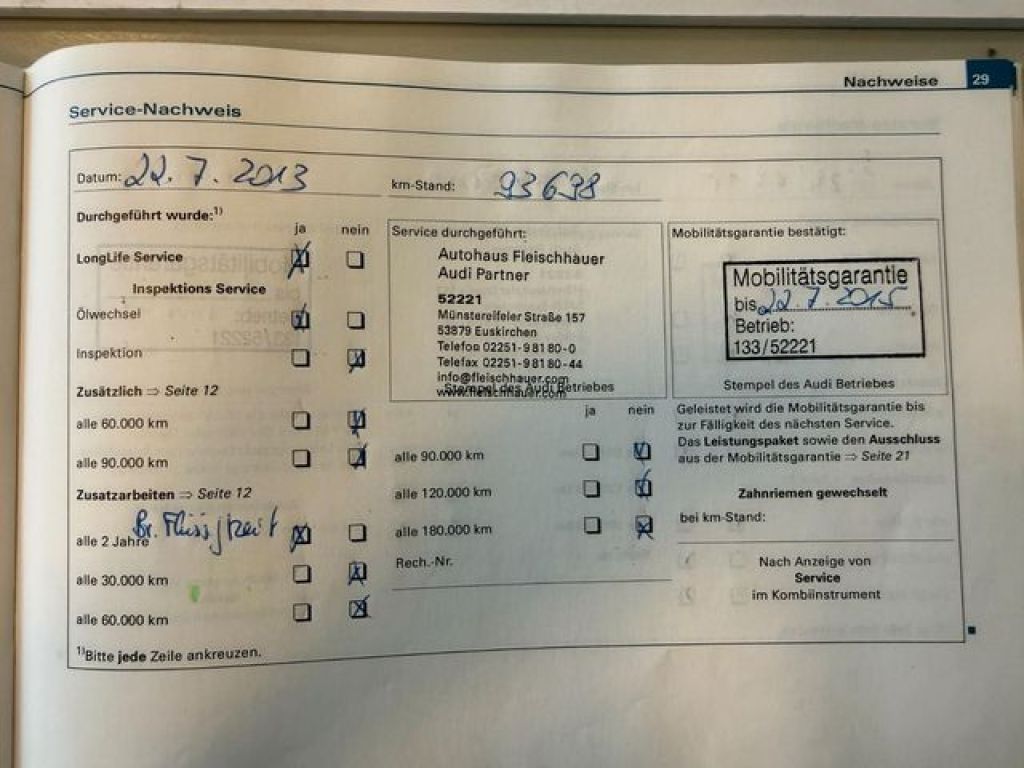 Nachweise 29
Service-Nachweis
Datum: 22.7.2013
km-Stand: 93638
Durchgeführt wurde:1)
ja nein
LongLife Service
Inspektions Service
Ölwechsel
Inspektion
Zusätzlich ⇒ Seite 12
alle 60.000 km
alle 90.000 km
Zusatzarbeiten ⇒ Seite 12
Br. Flüssigkeit
alle 2 Jahre
alle 30.000 km
alle 60.000 km
1)Bitte jede Zeile ankreuzen.
Service durchgeführt:
Autohaus Fleischhauer
Audi Partner
52221
Münstereifeler Straße 157
53879 Euskirchen
Telefon 02251-98180-0
Telefax 02251-98180-44
info@fleischhauer.com
Stempel des Audi Betriebes
www.fleischhauer.com
ja nein
alle 90.000 km
alle 120.000 km
alle 180.000 km
Rech.-Nr.
Mobilitätsgarantie bestätigt:
Mobilitätsgarantie
bis 22.7.2015
Betrieb:
133/52221
Stempel des Audi Betriebes
Geleistet wird die Mobilitätsgarantie bis
zur Fälligkeit des nächsten Service.
Das Leistungspaket sowie den Ausschluss
aus der Mobilitätsgarantie ⇒ Seite 21
Zahnriemen gewechselt
bei km-Stand:
Nach Anzeige von
Service
im Kombiinstrument